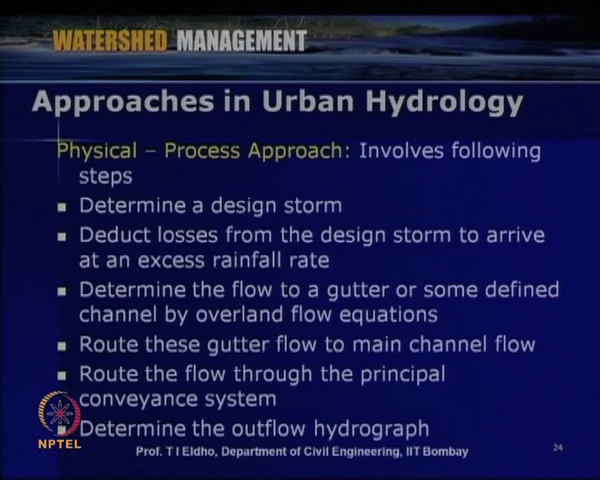 WATERSHED MANAGEMENT
Approaches in Urban Hydrology
Physical – Process Approach: Involves following
steps
Determine a design storm
Deduct losses from the design storm to arrive
at an excess rainfall rate
Determine the flow to a gutter or some defined
channel by overland flow equations
Route these gutter flow to main channel flow
Route the flow through the principal
conveyance system
Determine the outflow hydrograph
NPTEL
Prof. T I Eldho, Department of Civil Engineering, IIT Bombay
24